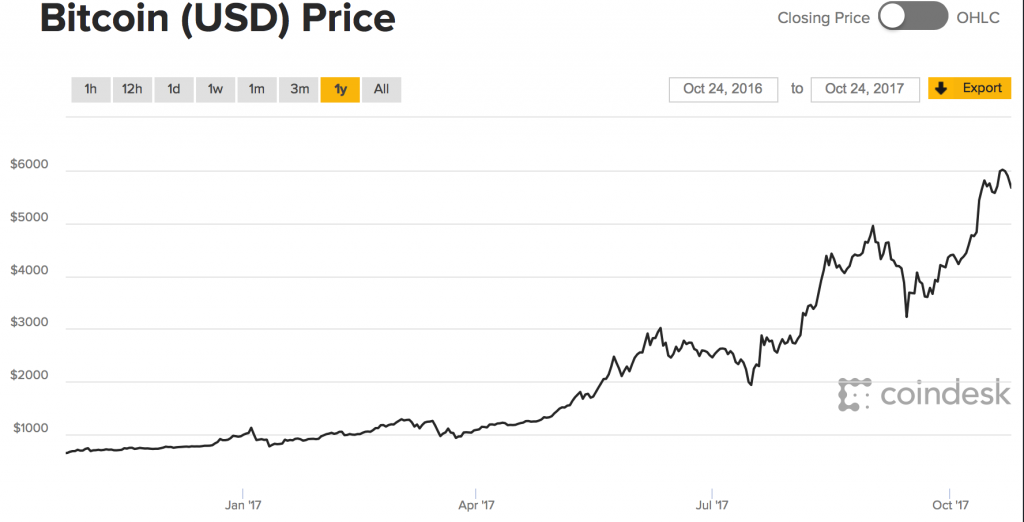 Bitcoin (USD) Price
Closing Price OHLC
1h 12h 1d 1w 1m 3m 1y All
Oct 24, 2016 to Oct 24, 2017 Export
$6000
$5000
$4000
$3000
$2000
coindesk
$1000
Jan '17 Apr '17 Jul '17 Oct '17